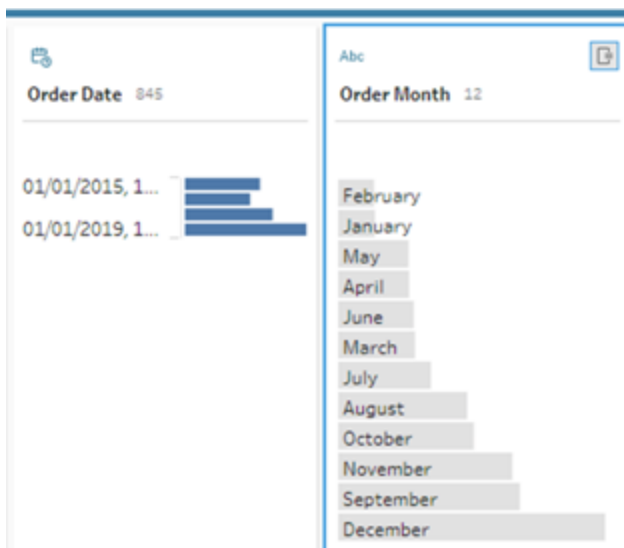 Order Date 845
01/01/2015, 1...
01/01/2019, 1...
Abc
Order Month 12
February
January
May
April
June
March
July
August
October
November
September
December